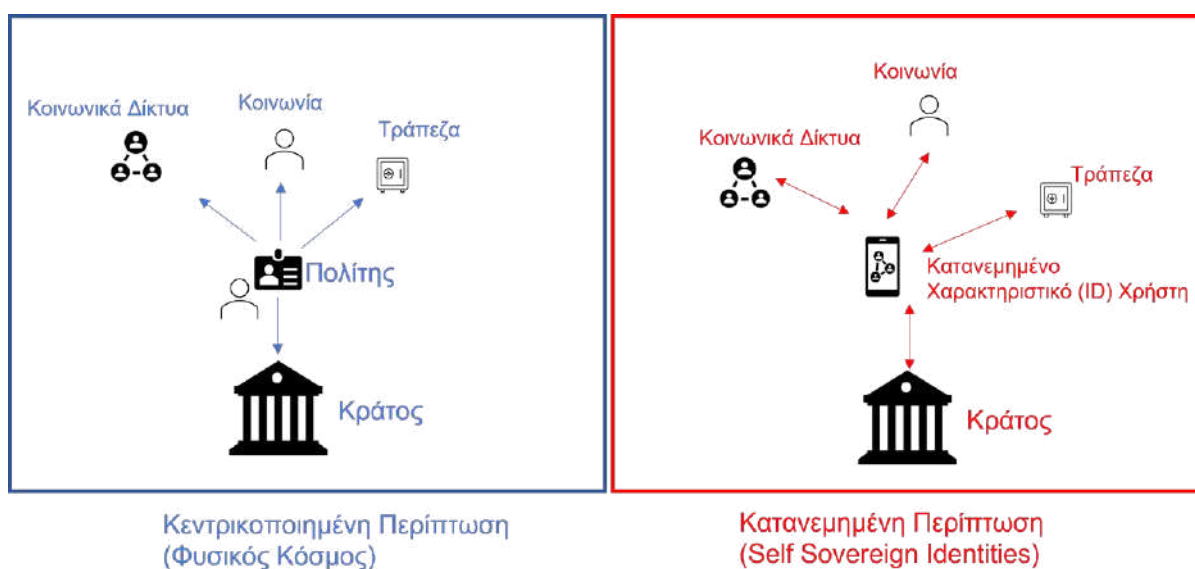 Κοινωνικά Δίκτυα
Κοινωνία
Τράπεζα
Πολίτης
Κράτος
Κεντρικοποιημένη Περίπτωση
(Φυσικός Κόσμος)
Κοινωνία
Κοινωνικά Δίκτυα
Τράπεζα
Κατανεμημένο
Χαρακτηριστικό (ID) Χρήστη
Κράτος
Κατανεμημένη Περίπτωση
(Self Sovereign Identities)